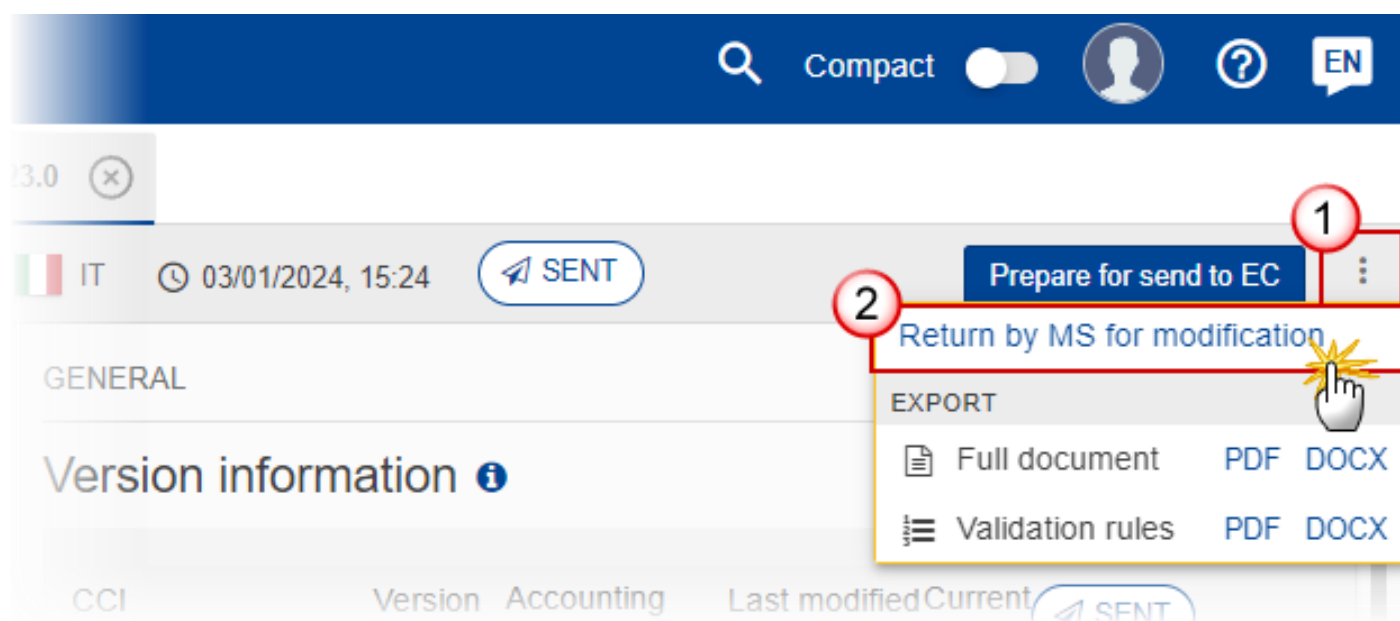 Compact EN
23.0
1
IT 03/01/2024, 15:24 SENT Prepare for send to EC
2
Return by MS for modification
GENERAL
EXPORT
Full document PDF DOCX
Version information
Validation rules PDF DOCX
CCI Version Accounting Last modified Current SENT